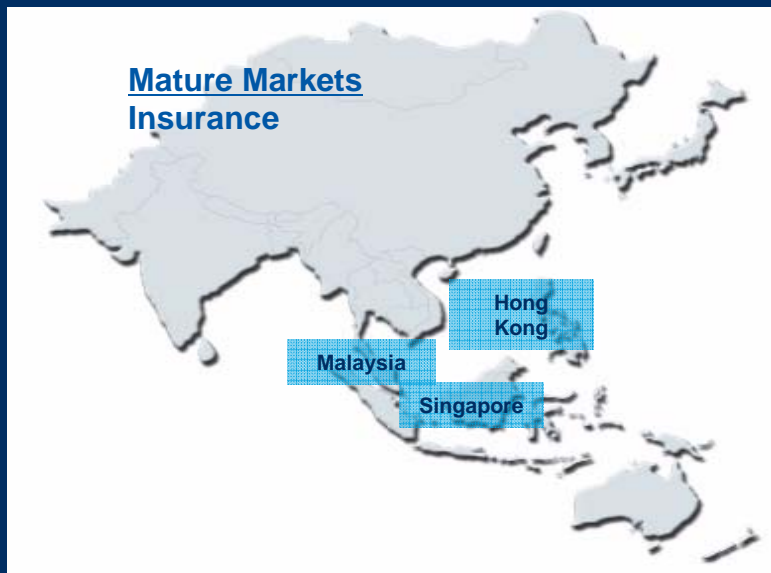 Mature Markets
Insurance
Hong
Kong
Malaysia
Singapore